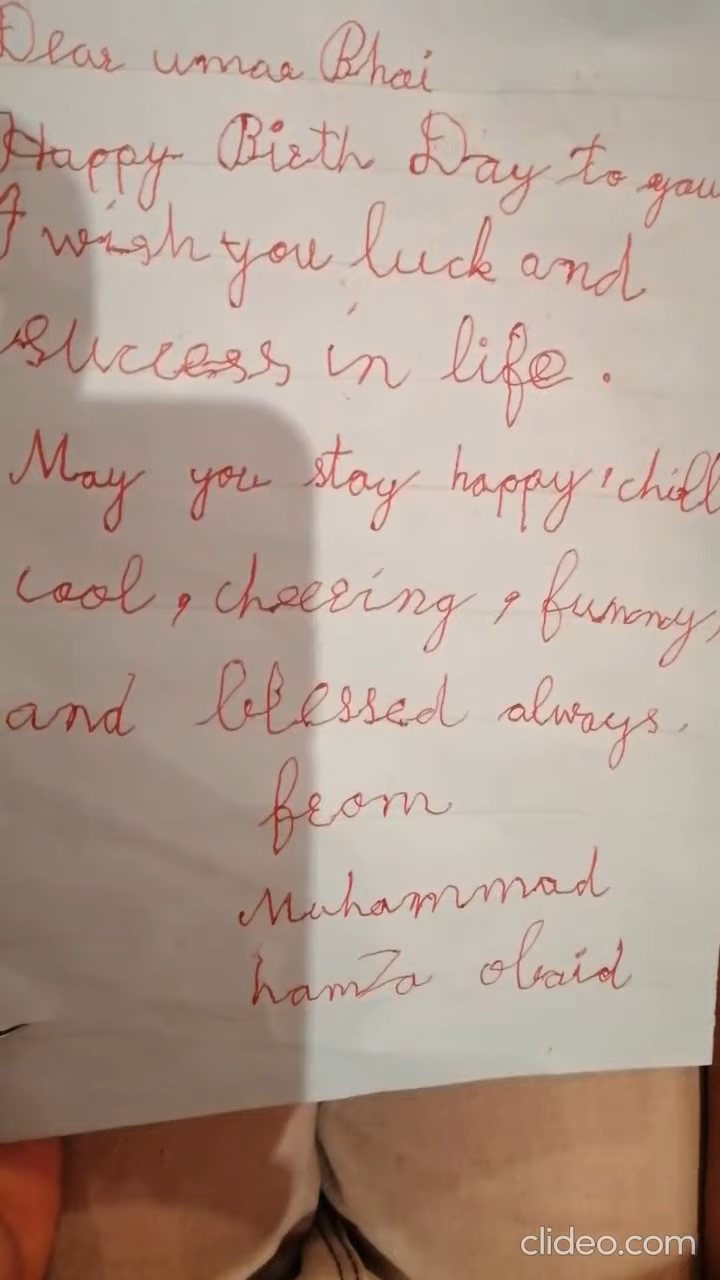 Dear umar Bhai
Happy Birth Day to you
I wish you luck and
success in life.
May you stay happy, chill
cool, cheering, funny,
and blessed always.
from
Muhammad
hamza obaid
clideo.com